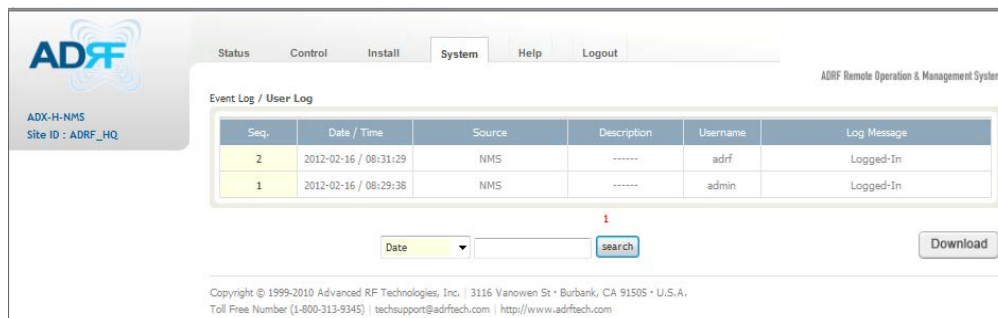 ADRF
Status Control Install System Help Logout
ADRF Remote Operation & Management System
ADX-H-NMS
Site ID : ADRF_HQ
Event Log / User Log
Seq. Date / Time Source Description Username Log Message
2 2012-02-16 / 08:31:29 NMS ------ adrf Logged-In
1 2012-02-16 / 08:29:38 NMS ------ admin Logged-In
1
Date search Download
Copyright © 1999-2010 Advanced RF Technologies, Inc. | 3116 Vanowen St • Burbank, CA 91505 • U.S.A.
Toll Free Number (1-800-313-9345) | techsupport@adrftech.com | http://www.adrftech.com